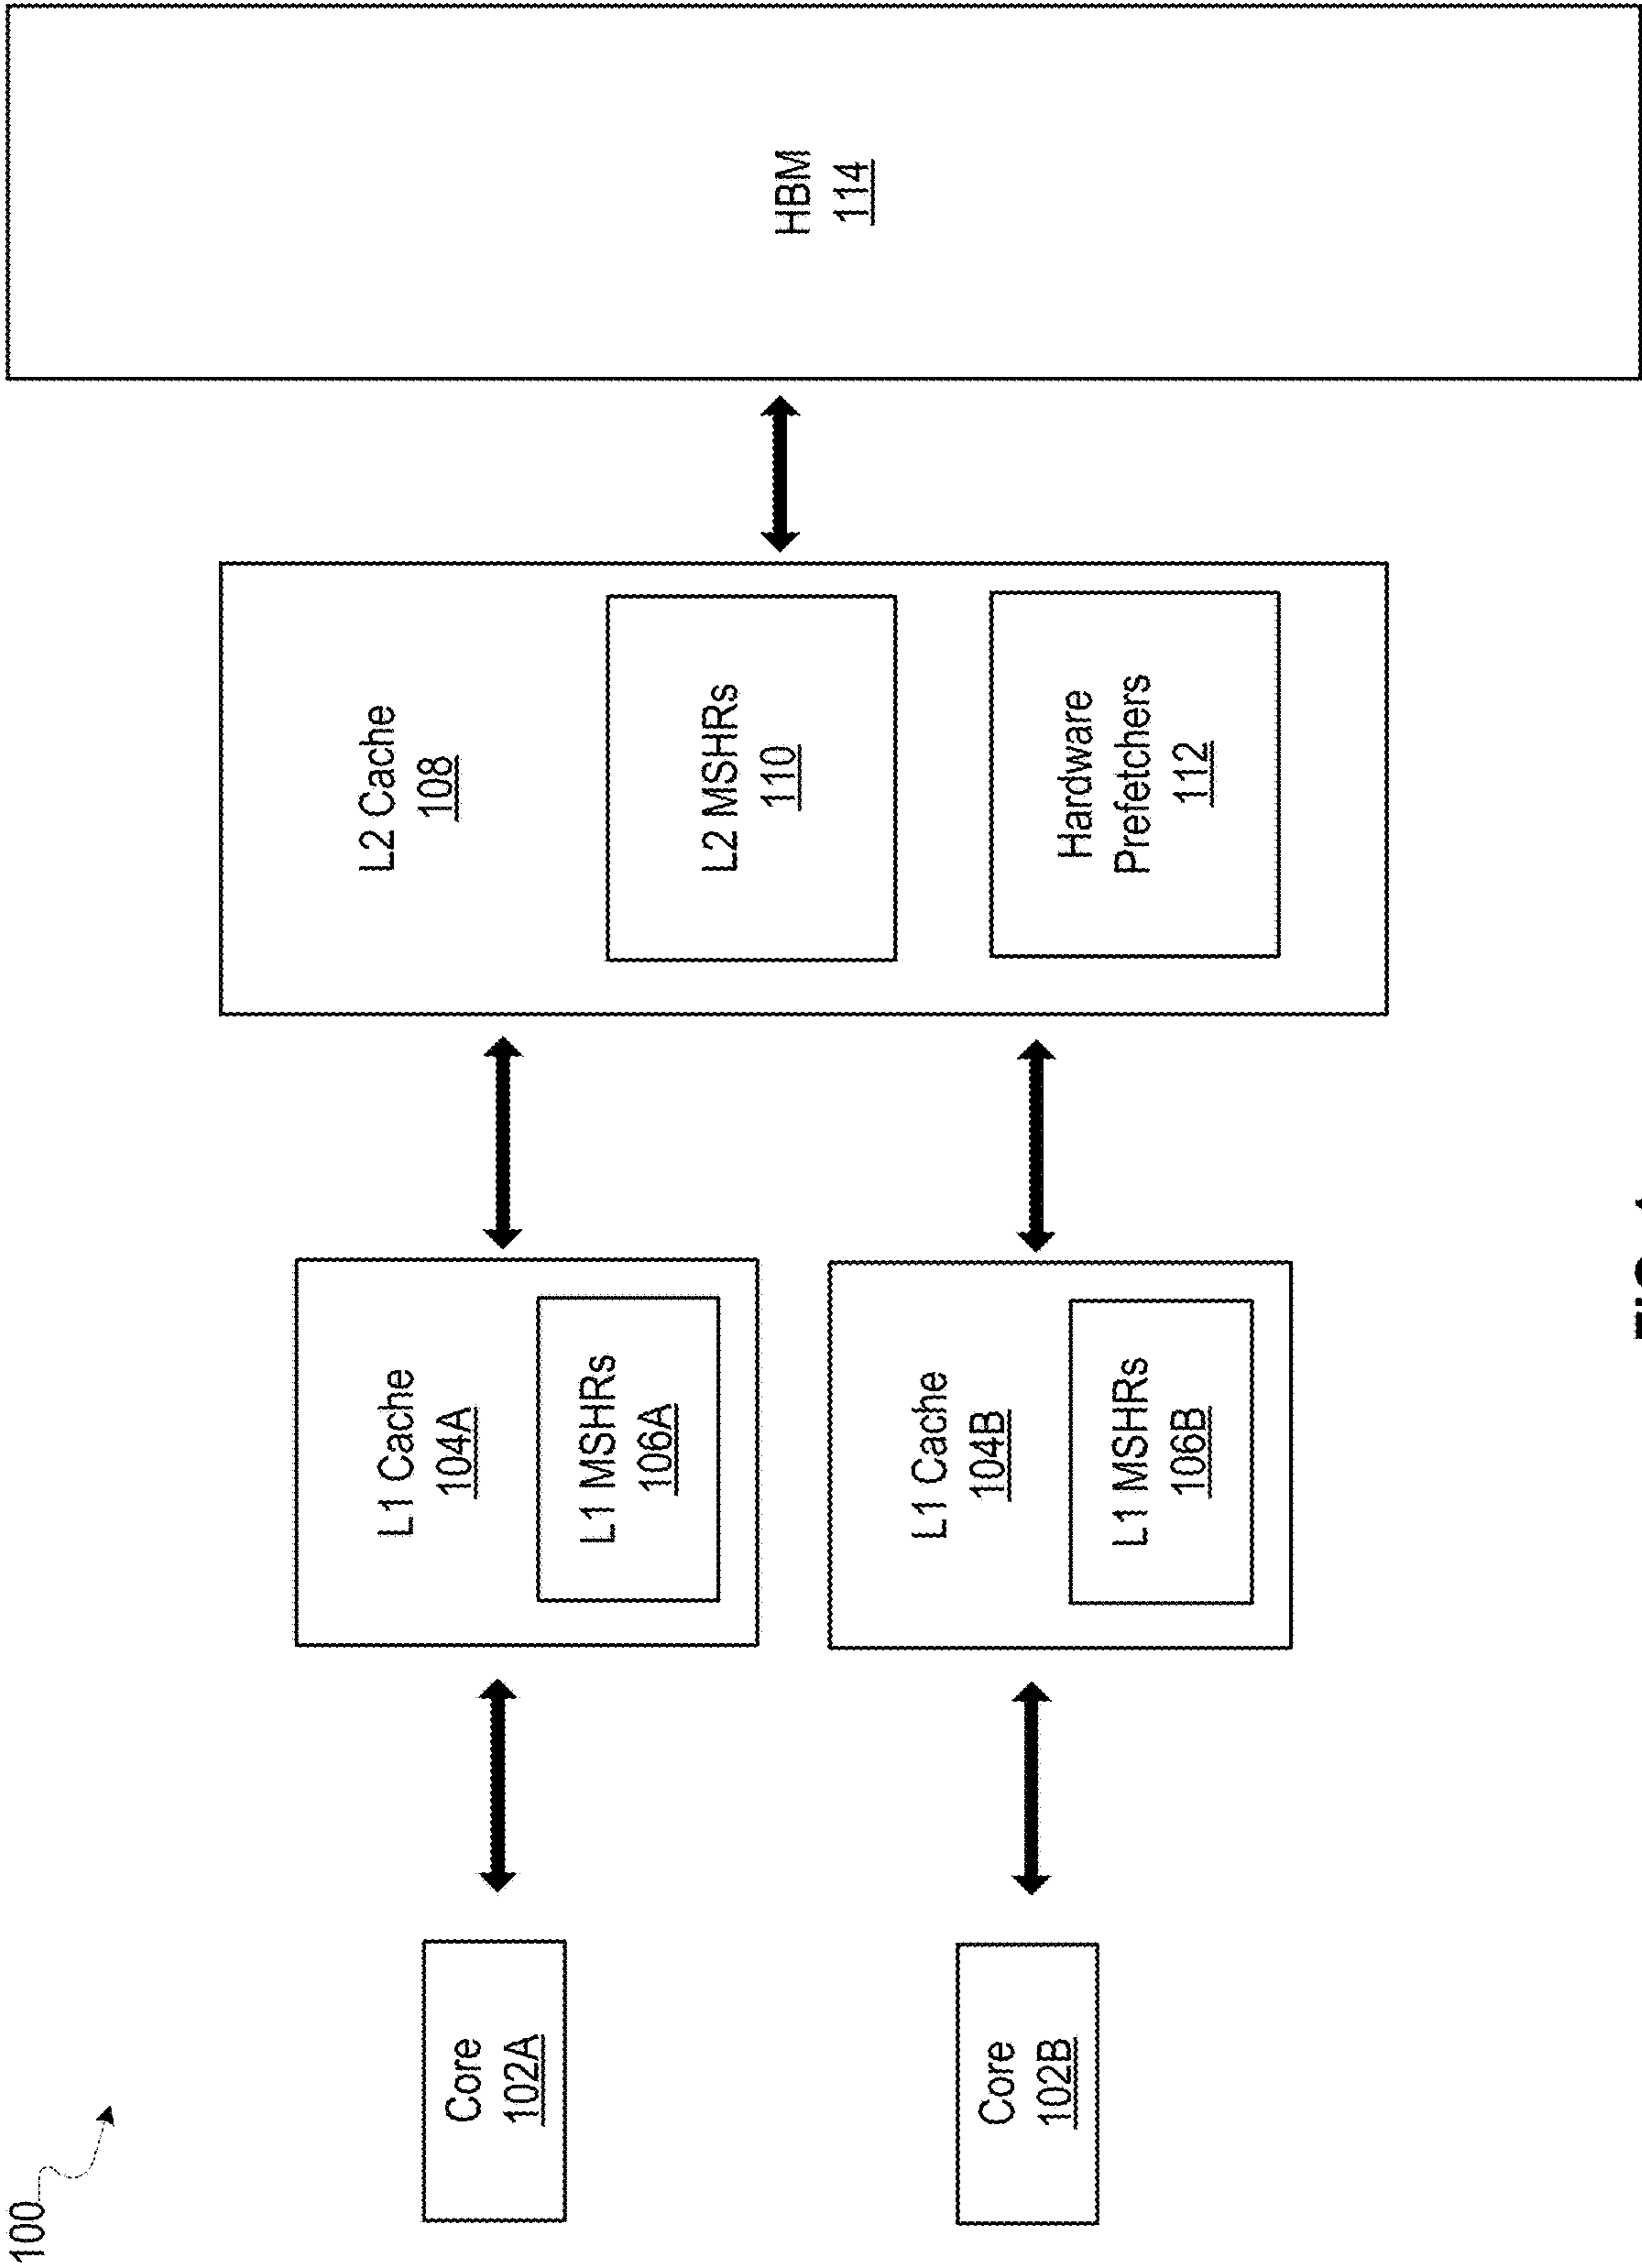 100
Core
102A
L1 Cache
104A
L1 MSHRs
106A
Core
102B
L1 Cache
104B
L1 MSHRs
106B
L2 Cache
108
L2 MSHRs
110
Hardware
Prefetchers
112
HBM
114